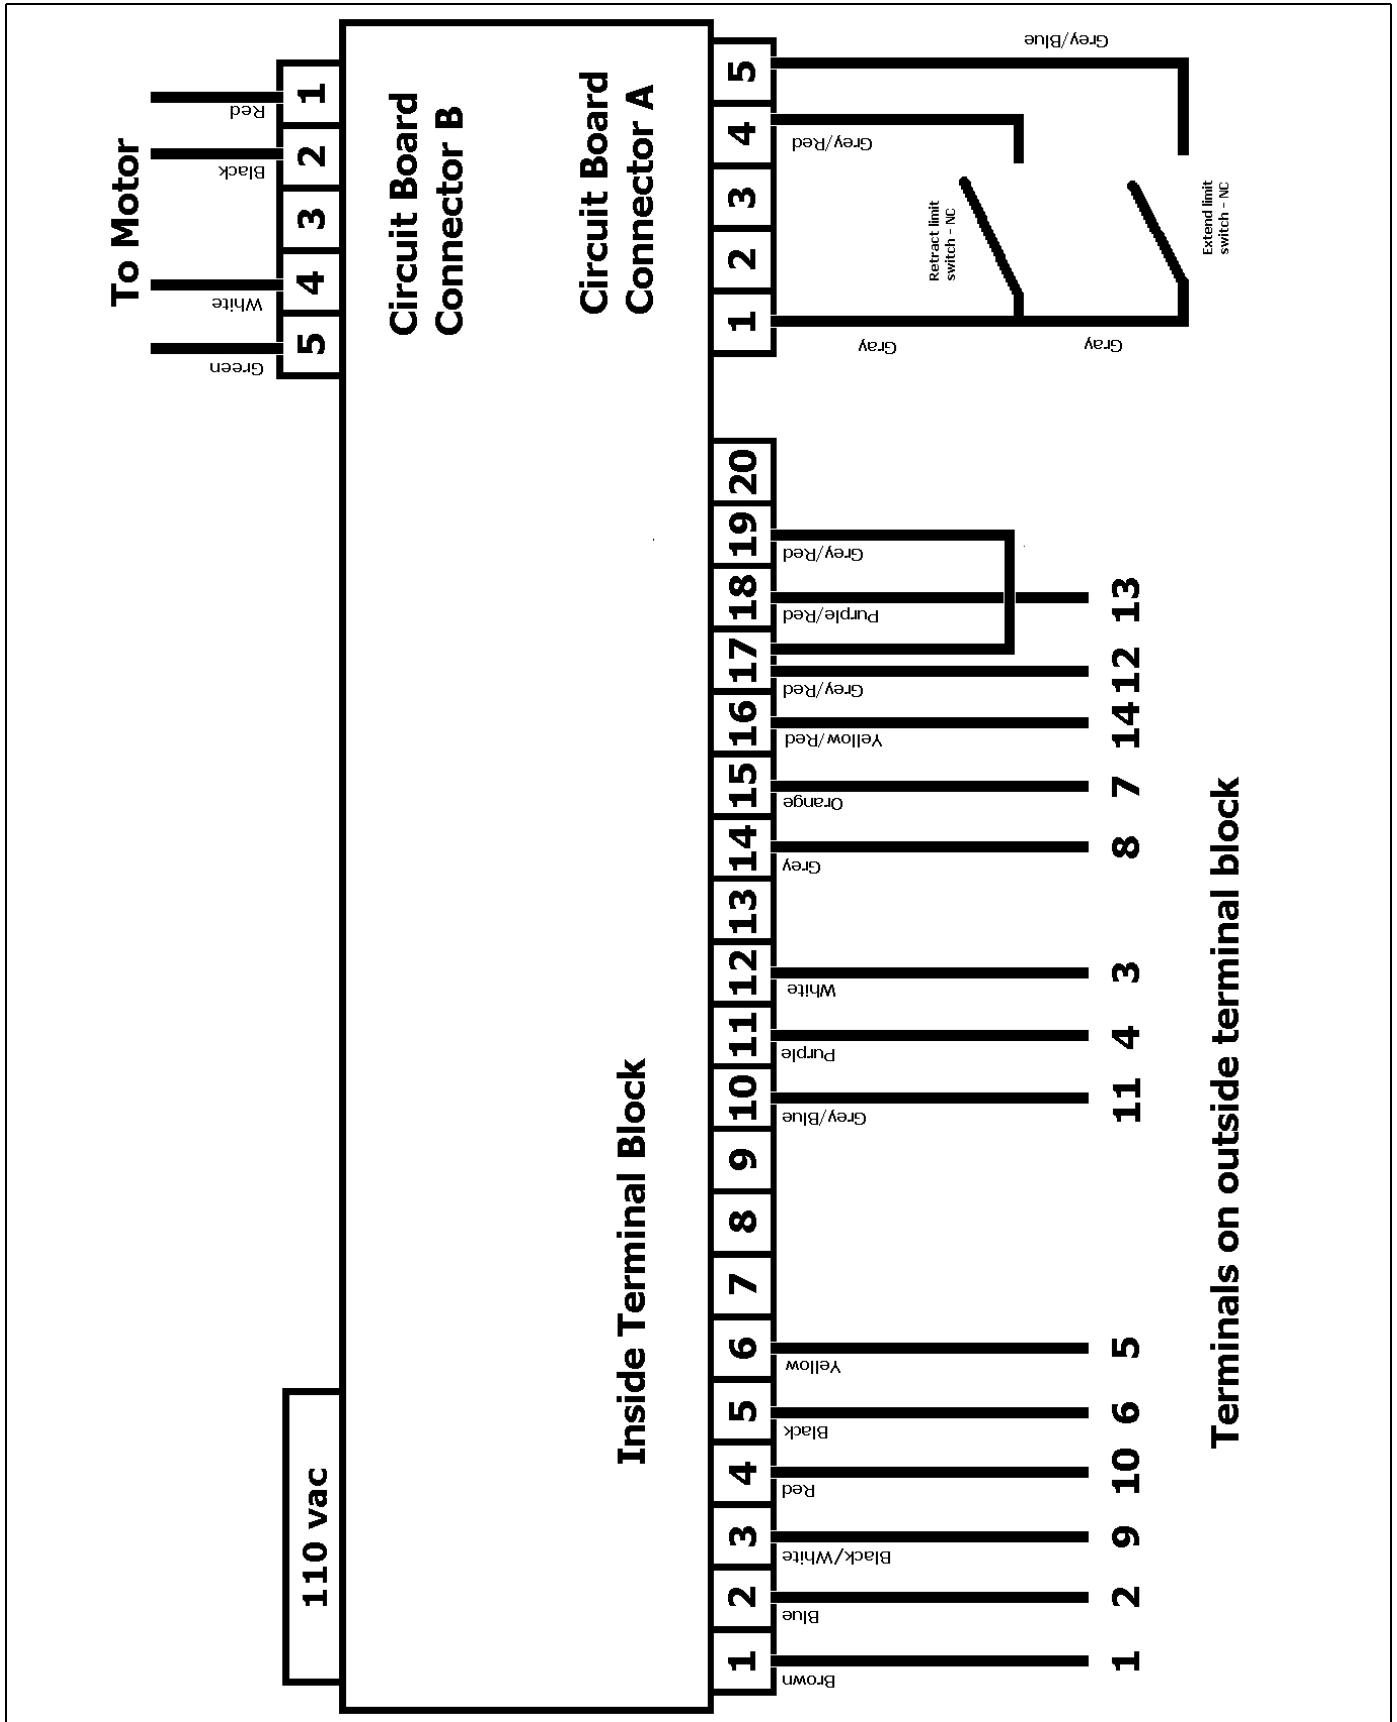 To Motor
1
Red
2
Black
3
4
White
5
Green
Circuit Board
Connector B
Circuit Board
Connector A
5
Grey/Blue
4
Grey/Red
3
2
1
Gray
Gray
Retract limit
switch - NC
Extend limit
switch - NC
110 vac
Inside Terminal Block
20
19
Grey/Red
18
Purple/Red
13
17
Grey/Red
12
16
Yellow/Red
14
15
Orange
7
14
Grey
8
13
12
White
3
11
Purple
4
10
Grey/Blue
11
9
8
7
6
Yellow
5
5
Black
6
4
Red
10
3
Black/White
9
2
Blue
2
1
Brown
1
Terminals on outside terminal block